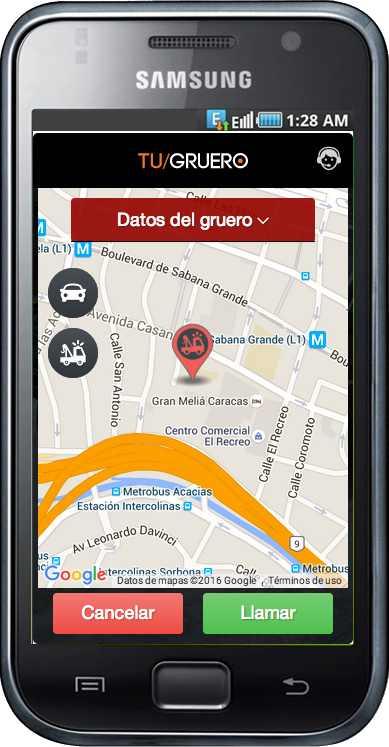 SAMSUNG
E 1:28 AM
TU/GRUERO
Datos del gruero
Calle Las
ela (L1) M
Boulevard de Sabana Grande
Avenida Casan
Sabana Grande (L1) M
Calle San Antonio
Gran Meliá Caracas
Centro Comercial
El Recreo
Calle El Recreo
Calle Coromoto
Metrobus Acacias
Estación Intercolinas
9
Av Leonardo Davinci
Metrobus
Intercolinas Sorbona
Google
Datos de mapas ©2016 Google
Términos de uso
Cancelar
Llamar